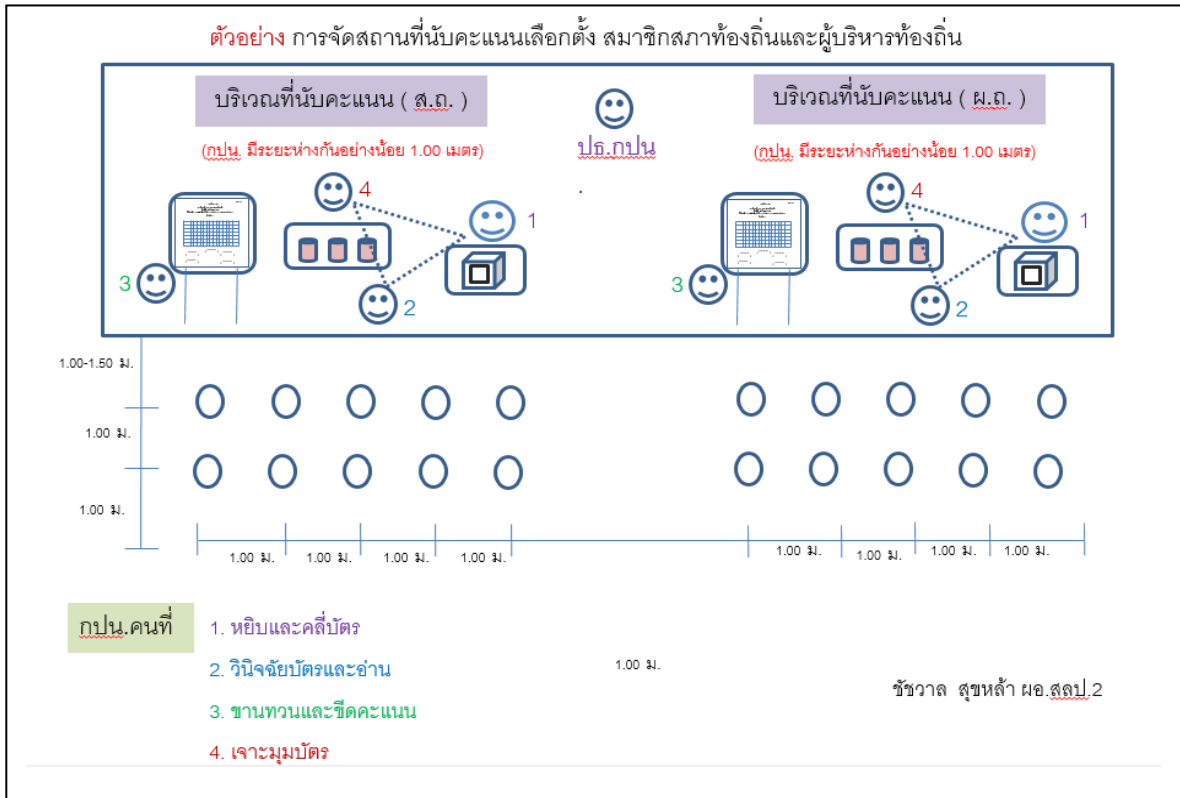 ตัวอย่าง การจัดสถานที่นับคะแนนเลือกตั้ง สมาชิกสภาท้องถิ่นและผู้บริหารท้องถิ่น
บริเวณที่นับคะแนน ( ส.ถ. )
(กปน. มีระยะห่างกันอย่างน้อย 1.00 เมตร)
4
1
3
2
ปธ.กปน
.
บริเวณที่นับคะแนน ( ผ.ถ. )
(กปน. มีระยะห่างกันอย่างน้อย 1.00 เมตร)
4
1
3
2
1.00-1.50 ม.
1.00 ม.
1.00 ม.
1.00 ม. 1.00 ม. 1.00 ม. 1.00 ม. 1.00 ม. 1.00 ม. 1.00 ม. 1.00 ม.
กปน.คนที่
1. หยิบและคลี่บัตร
2. วินิจฉัยบัตรและอ่าน
3. ขานทวนและขีดคะแนน
4. เจาะมุมบัตร
1.00 ม.
ชัชวาล สุขหล้า ผอ.สลป.2